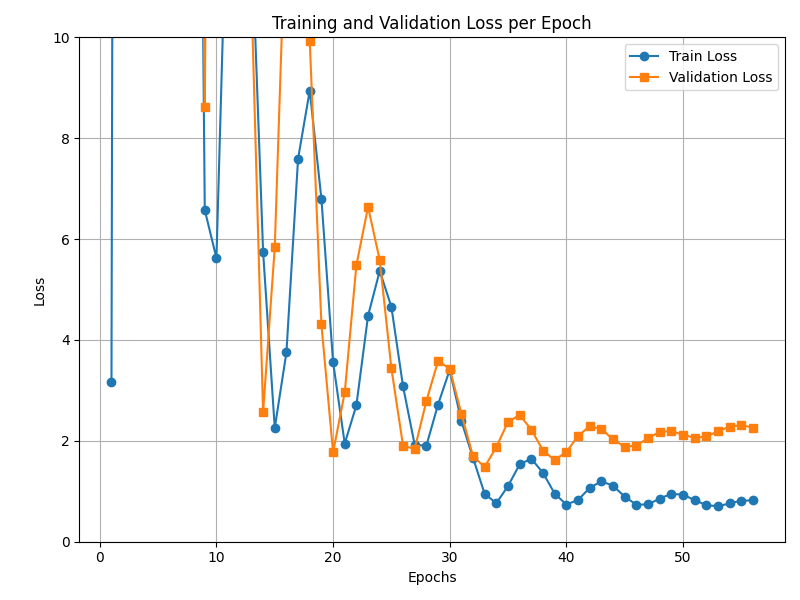 Training and Validation Loss per Epoch
Train Loss
Validation Loss
10
8
6
4
2
0
Loss
0 10 20 30 40 50
Epochs